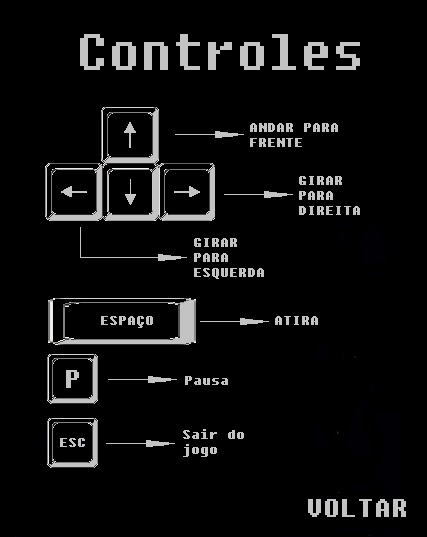 Controles
ANDAR PARA
FRENTE
GIRAR
PARA
DIREITA
GIRAR
PARA
ESQUERDA
ESPAÇO
ATIRA
P
Pausa
ESC
Sair do
jogo
VOLTAR